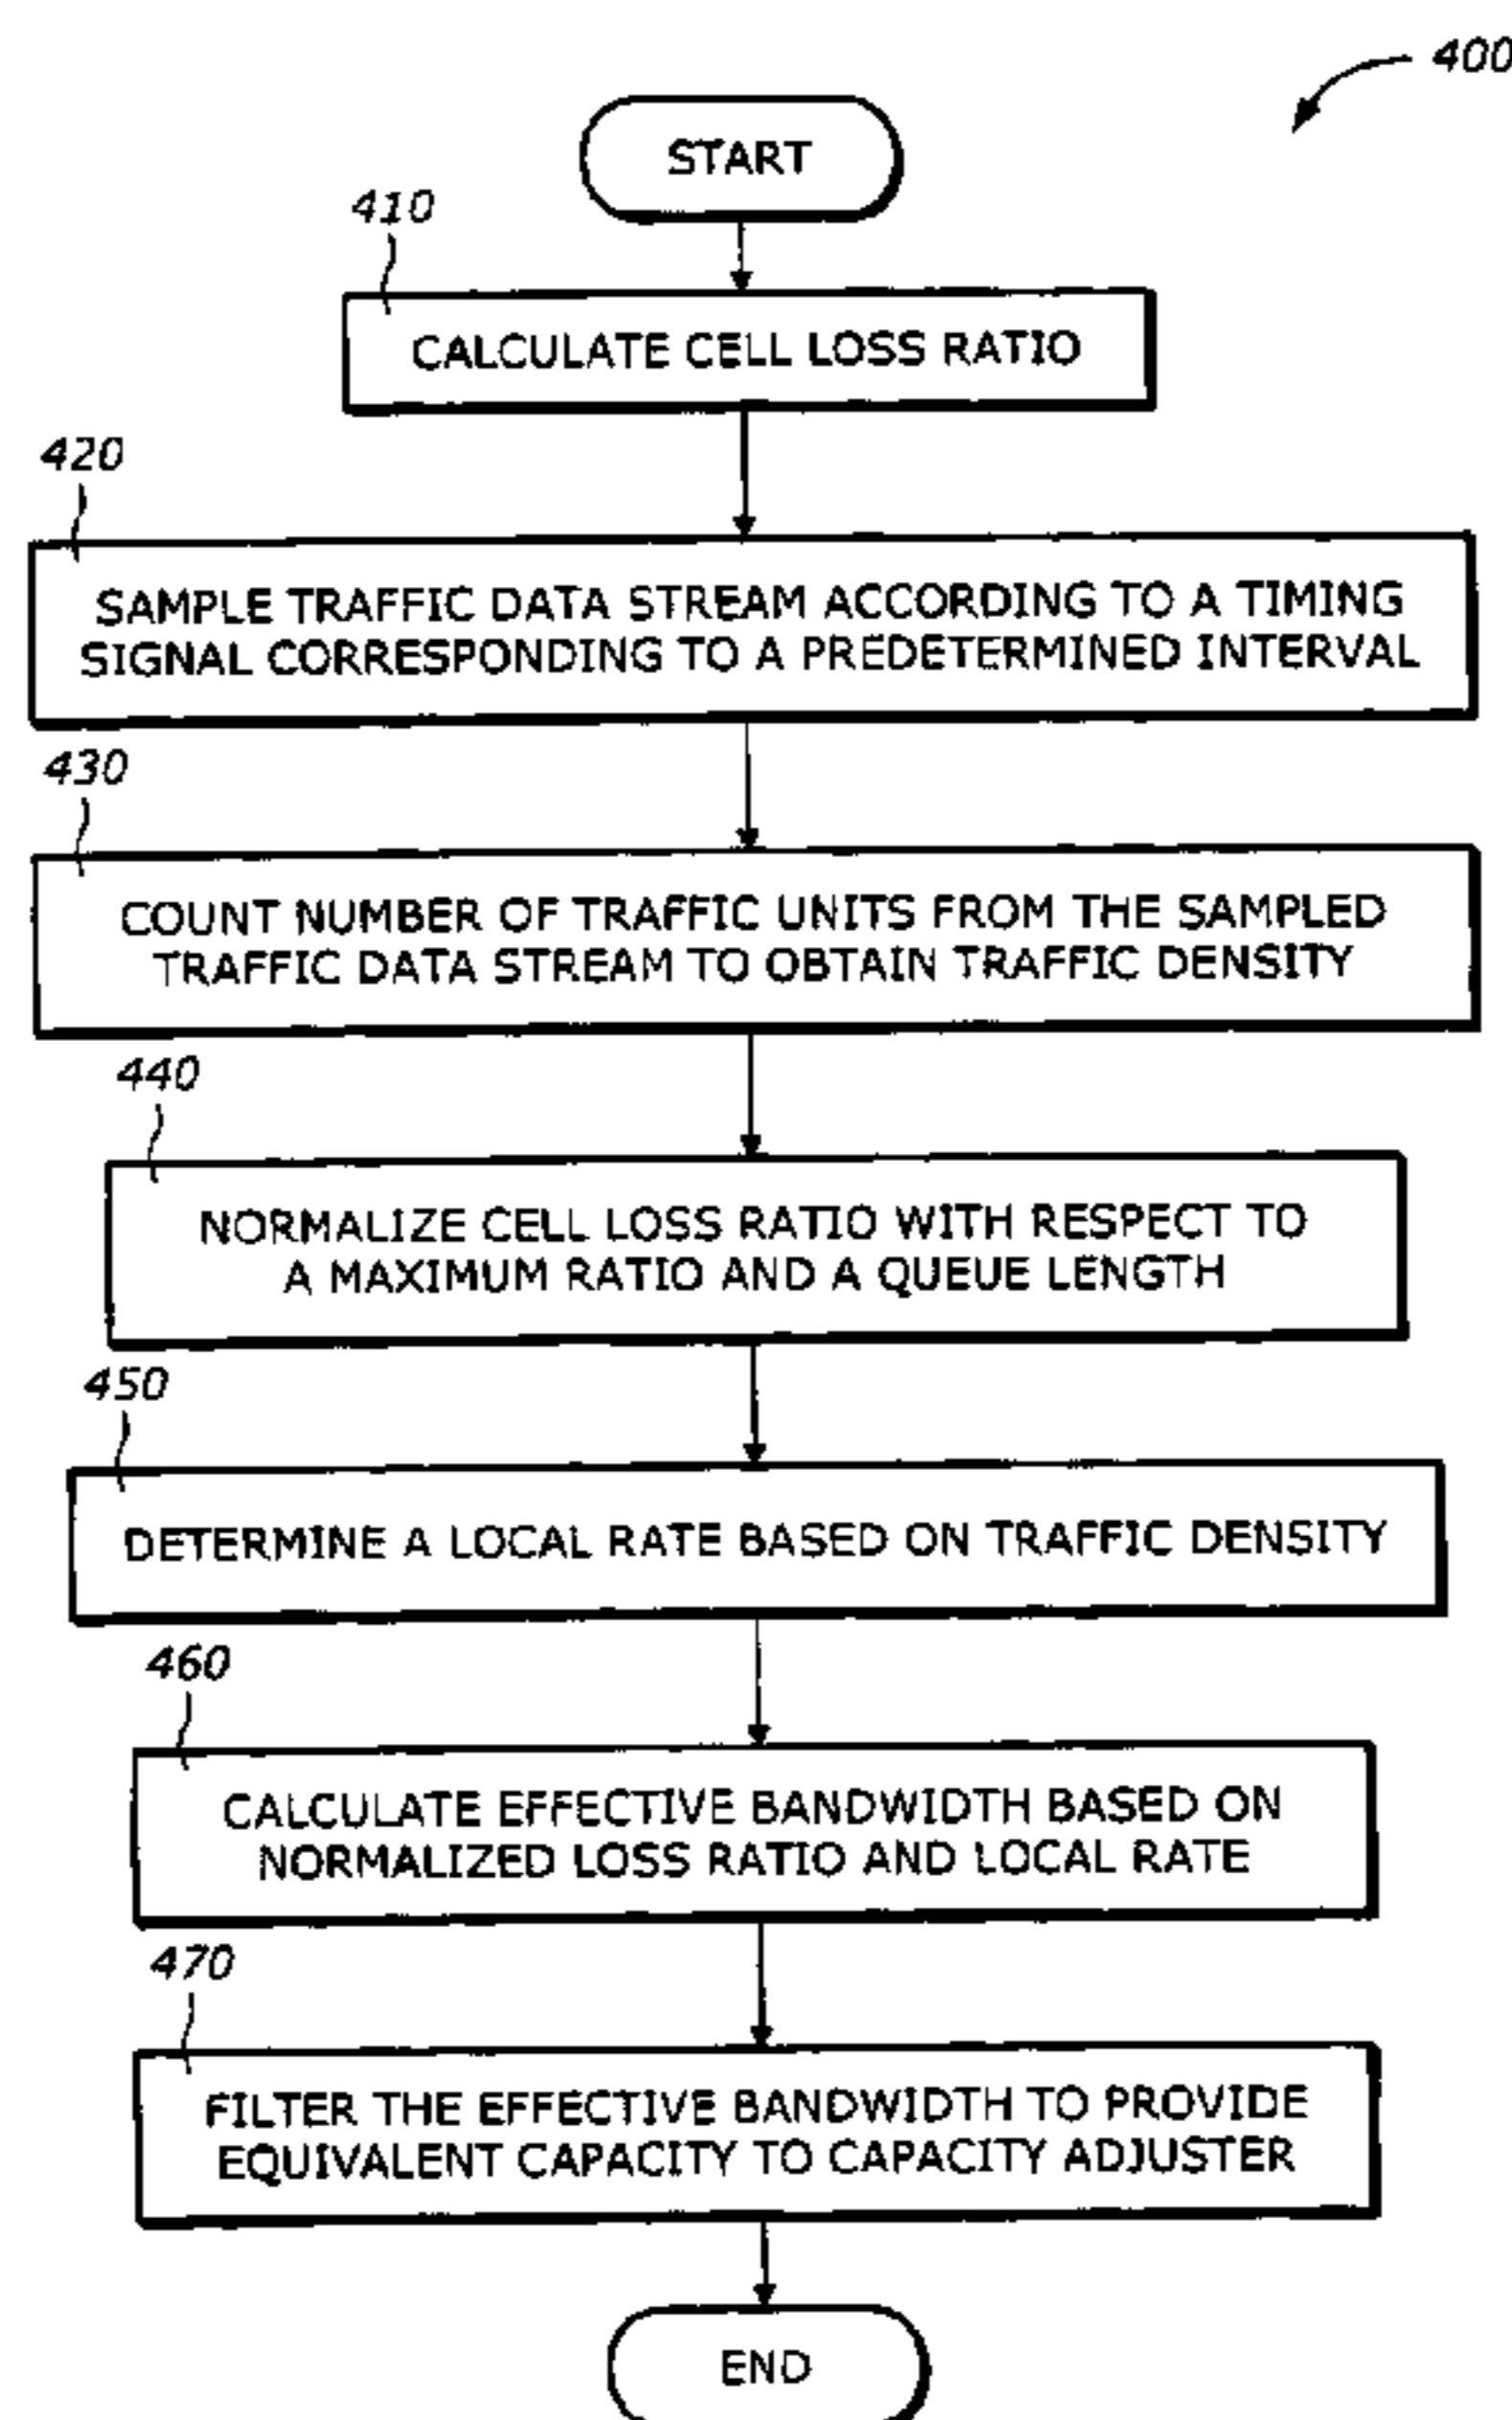 400
START
410
CALCULATE CELL LOSS RATIO
420
SAMPLE TRAFFIC DATA STREAM ACCORDING TO A TIMING
SIGNAL CORRESPONDING TO A PREDETERMINED INTERVAL
430
COUNT NUMBER OF TRAFFIC UNITS FROM THE SAMPLED
TRAFFIC DATA STREAM TO OBTAIN TRAFFIC DENSITY
440
NORMALIZE CELL LOSS RATIO WITH RESPECT TO
A MAXIMUM RATIO AND A QUEUE LENGTH
450
DETERMINE A LOCAL RATE BASED ON TRAFFIC DENSITY
460
CALCULATE EFFECTIVE BANDWIDTH BASED ON
NORMALIZED LOSS RATIO AND LOCAL RATE
470
FILTER THE EFFECTIVE BANDWIDTH TO PROVIDE
EQUIVALENT CAPACITY TO CAPACITY ADJUSTER
END